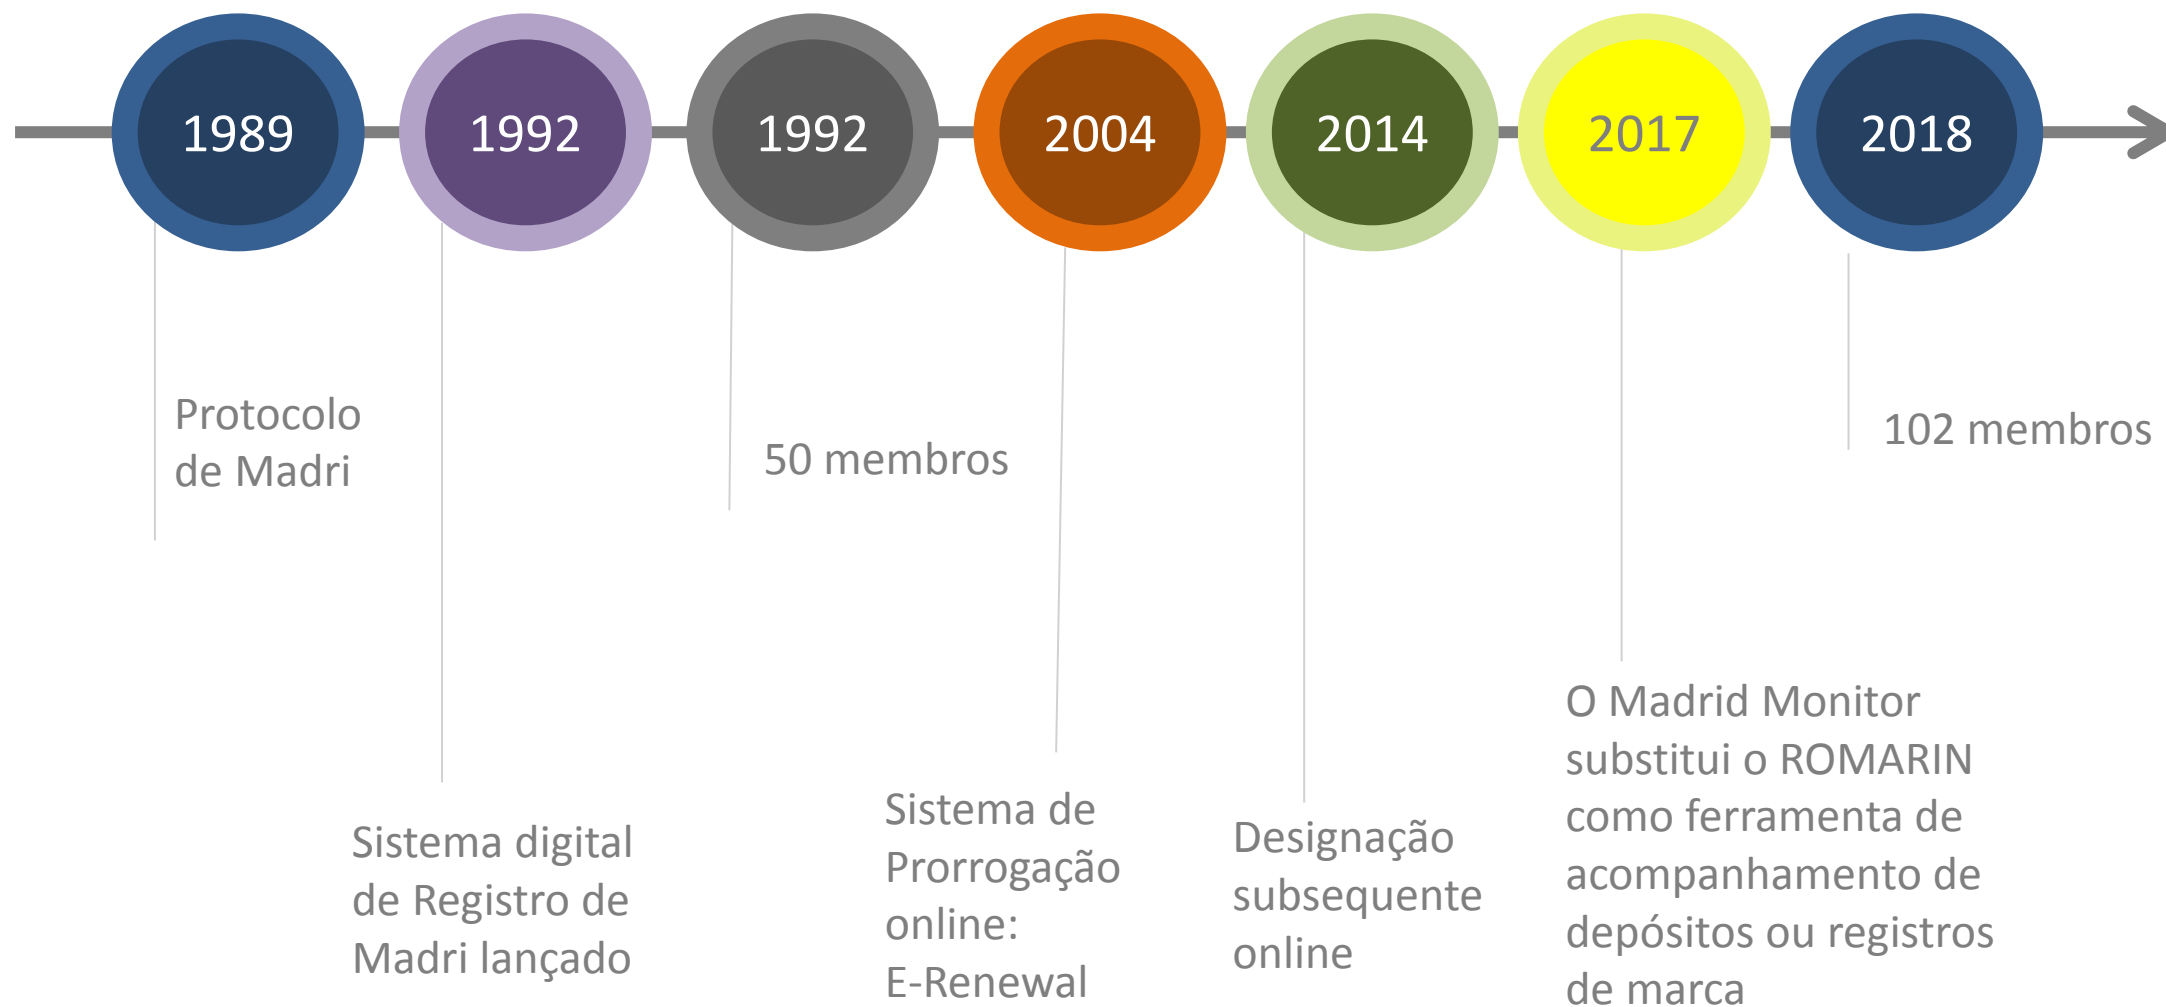 1989
1992
1992
2004
2014
2017
2018
Protocolo
de Madri
Sistema digital
de Registro de
Madri lançado
50 membros
Sistema de
Prorrogação
online:
E-Renewal
Designação
subsequente
online
O Madrid Monitor
substitui o ROMARIN
como ferramenta de
acompanhamento de
depósitos ou registros
de marca
102 membros